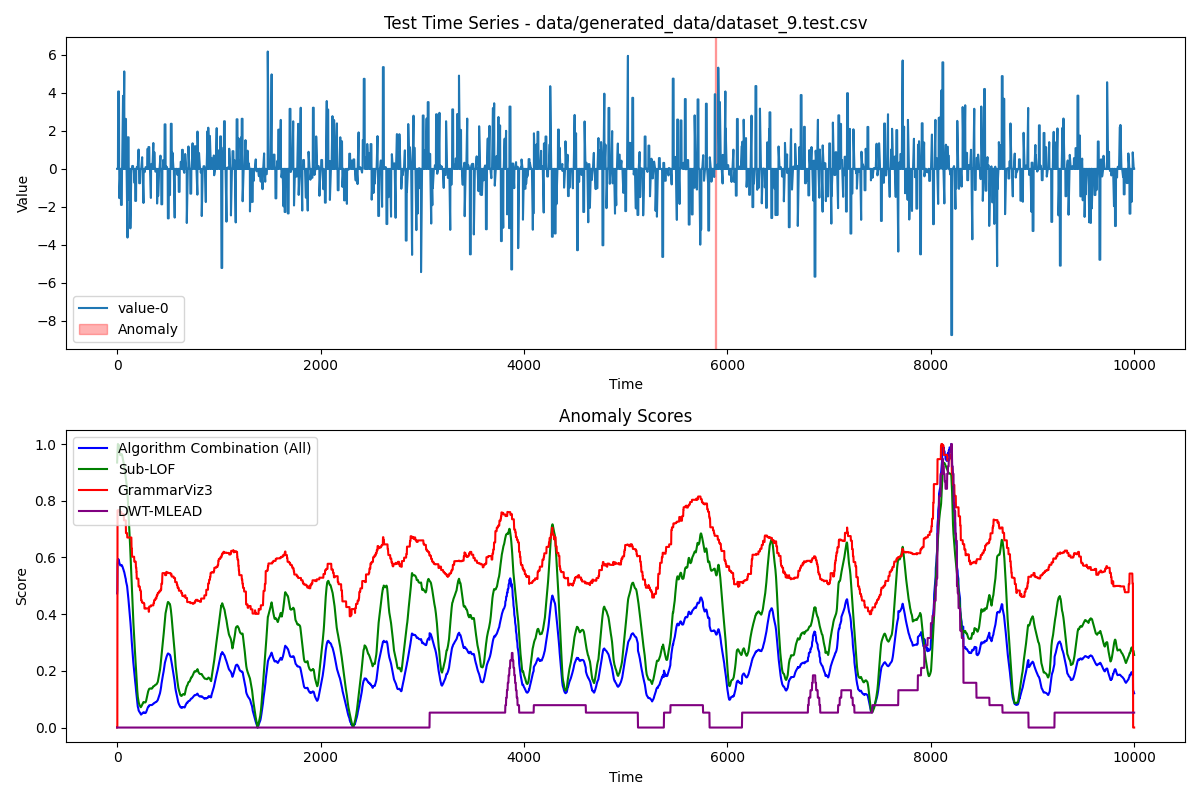 Test Time Series - data/generated_data/dataset_9.test.csv
6
4
2
0
−2
−4
−6
−8
Value
value-0
Anomaly
0 2000 4000 6000 8000 10000
Time
Anomaly Scores
1.0
0.8
0.6
0.4
0.2
0.0
Score
Algorithm Combination (All)
Sub-LOF
GrammarViz3
DWT-MLEAD
0 2000 4000 6000 8000 10000
Time